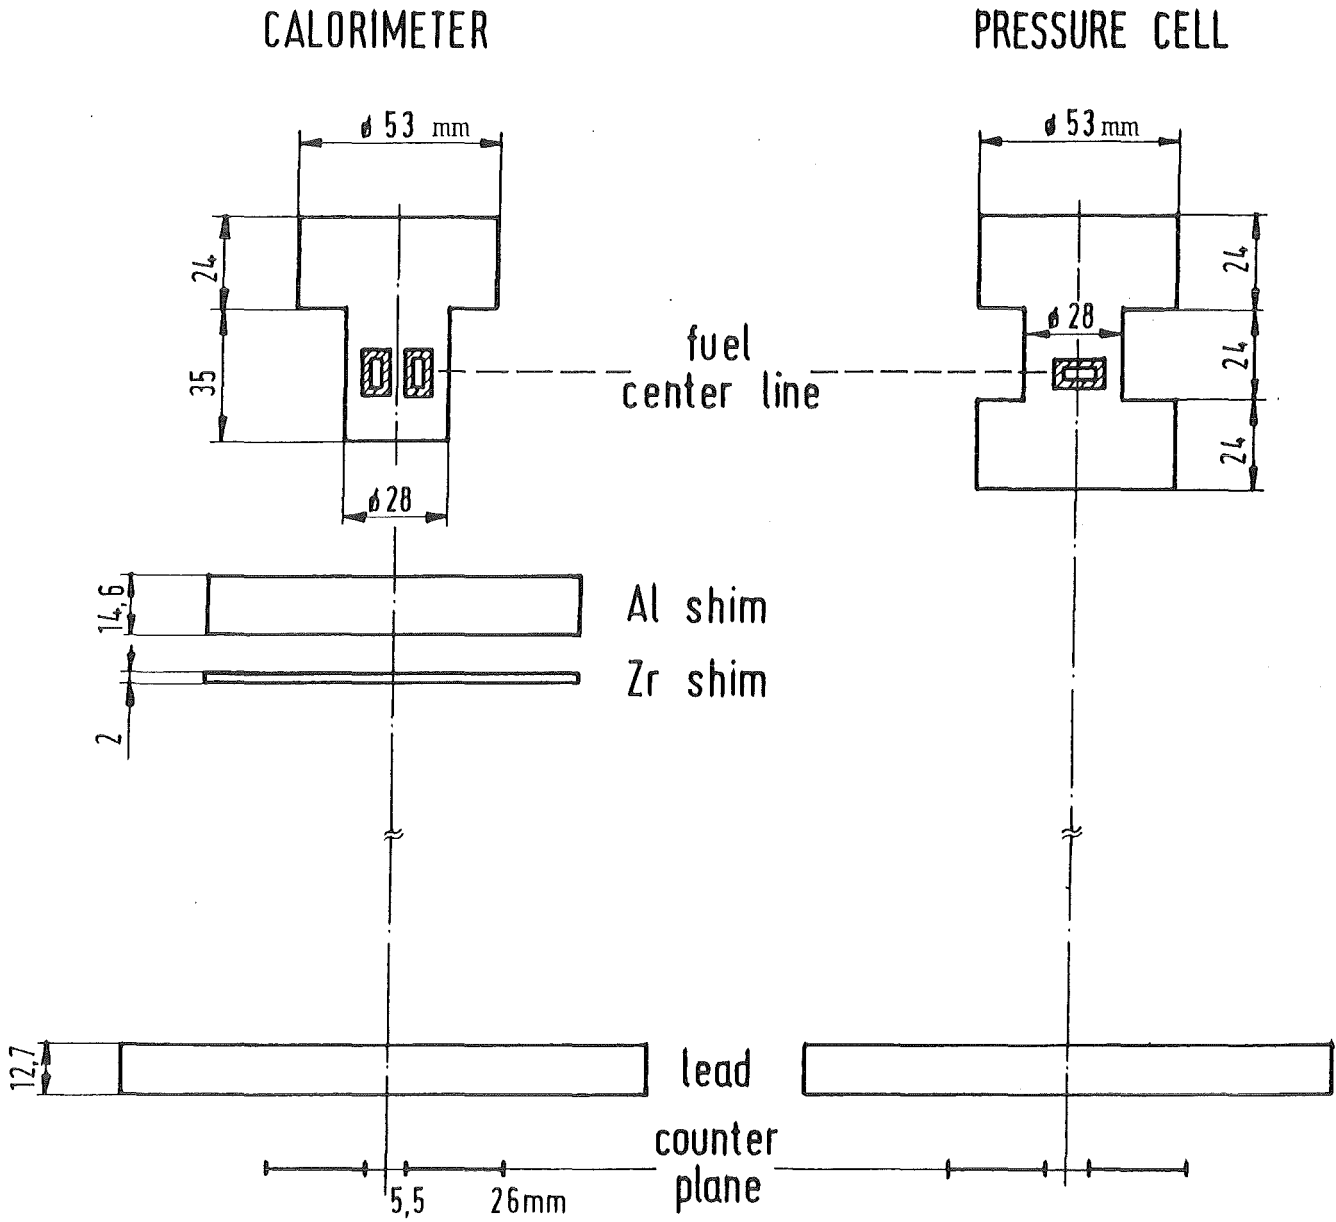 CALORIMETER
PRESSURE CELL
ø 53 mm
ø 53 mm
24
24
ø 28
35
fuel
center line
24
24
ø 28
14,6
Al shim
Zr shim
2
12,7
lead
counter
plane
5,5
26mm